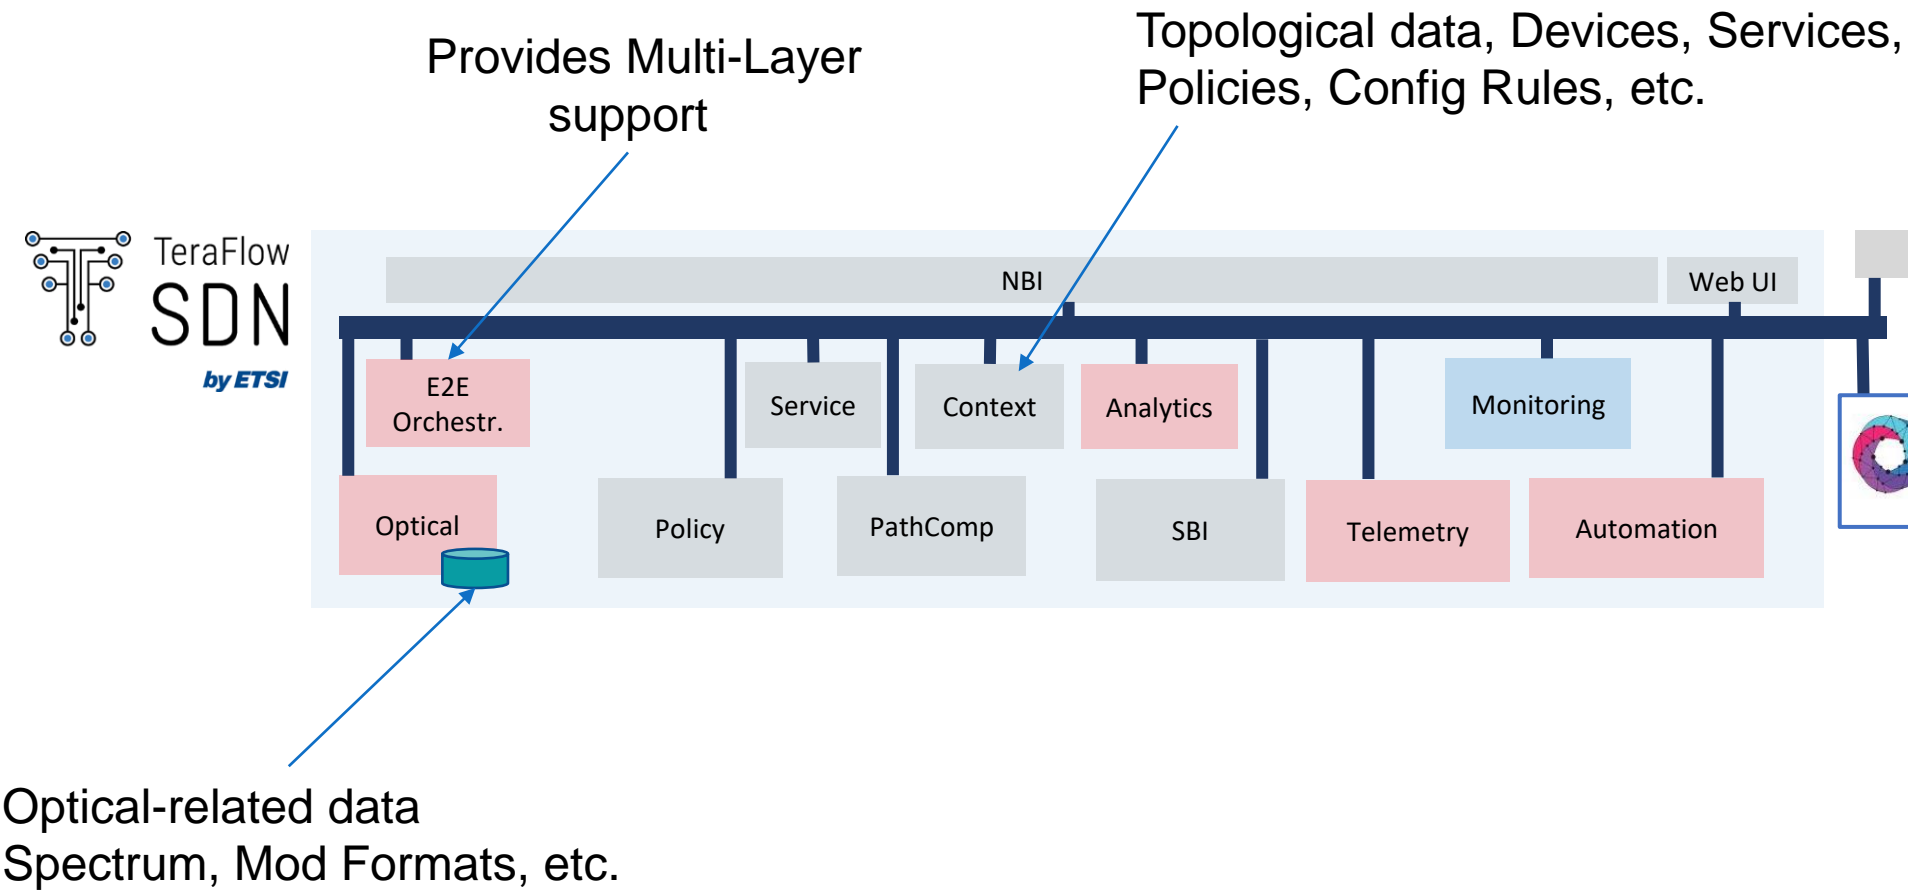 Provides Multi-Layer
support
Topological data, Devices, Services,
Policies, Config Rules, etc.
TeraFlow
SDN
by ETSI
NBI
Web UI
E2E
Orchestr.
Service
Context
Analytics
Monitoring
Optical
Policy
PathComp
SBI
Telemetry
Automation
Optical-related data
Spectrum, Mod Formats, etc.